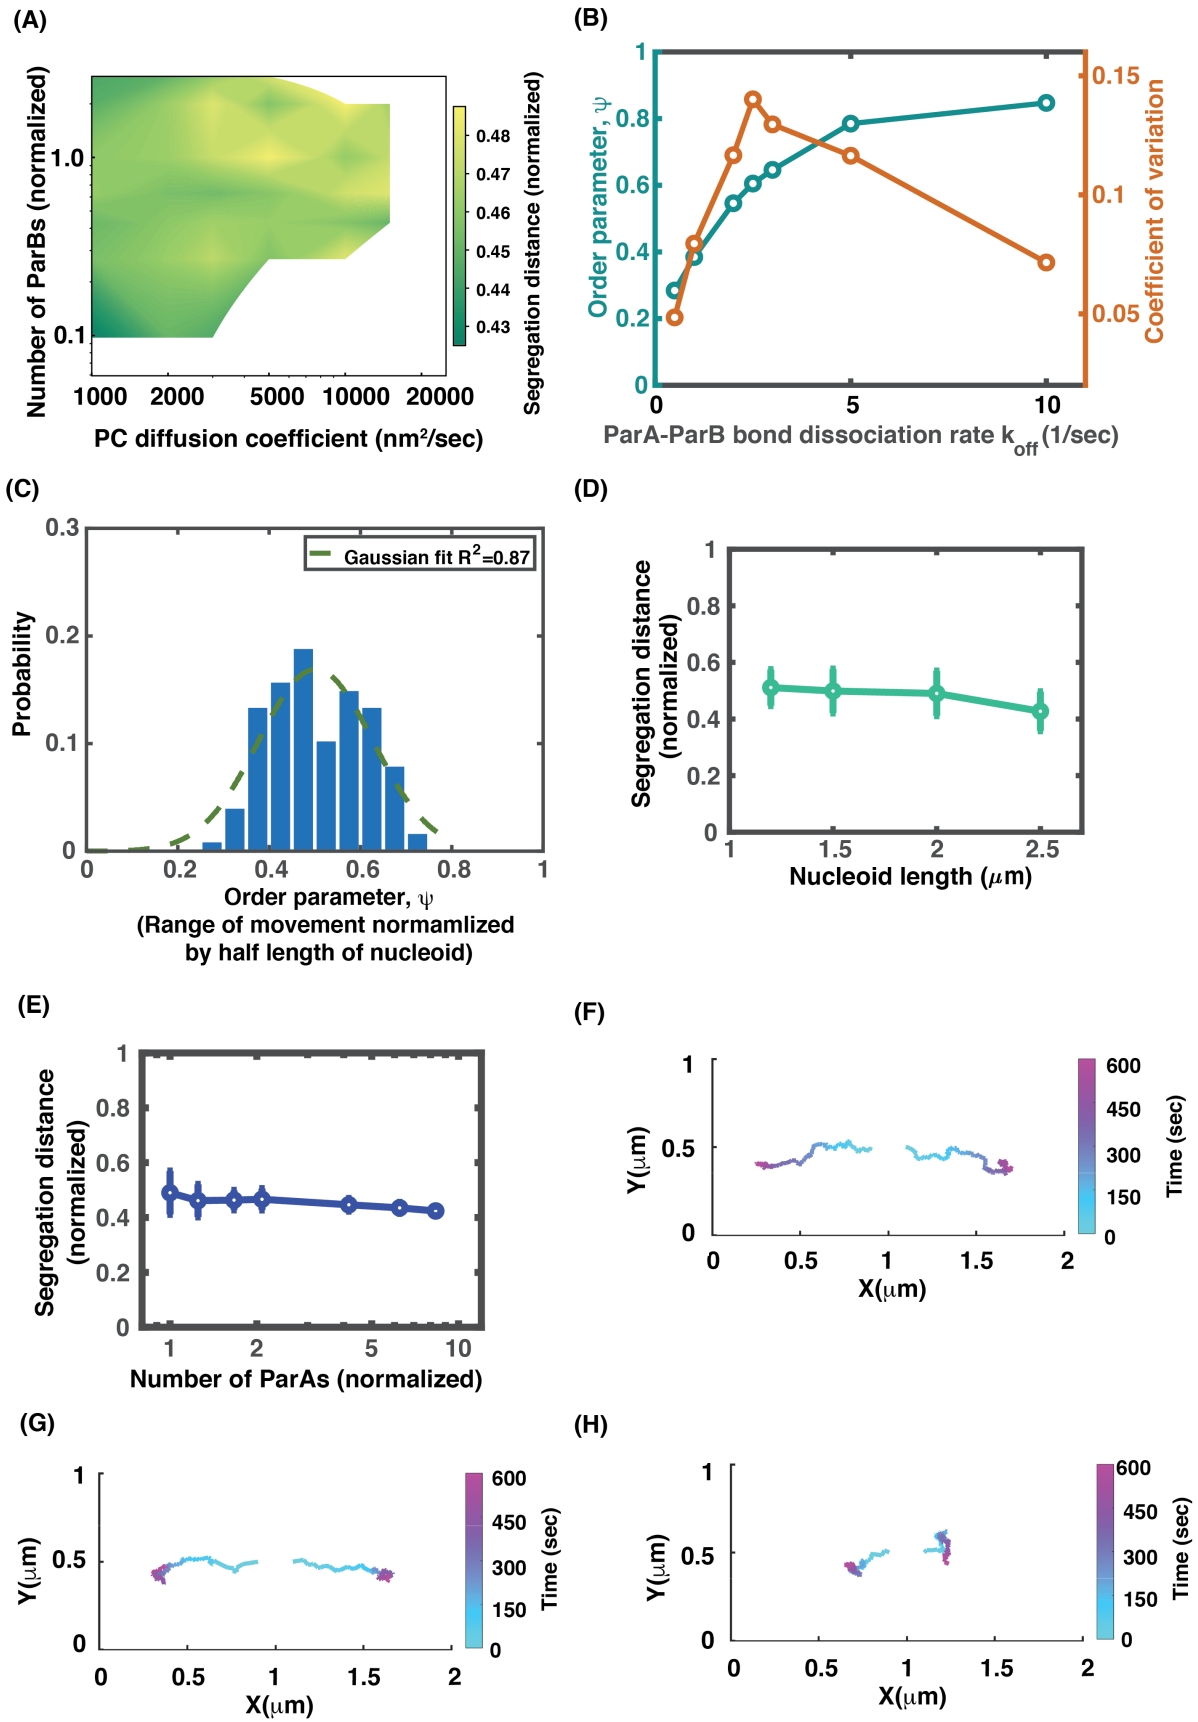 (A)
Number of ParBs (normalized)
1.0
0.1
1000 2000 5000 10000 20000
PC diffusion coefficient (nm²/sec)
0.48
0.47
0.46
0.45
0.44
0.43
Segregation distance (normalized)
(B)
Order parameter, ψ
1
0.8
0.6
0.4
0.2
0
0 5 10
ParA-ParB bond dissociation rate k_off (1/sec)
0.15
0.1
0.05
Coefficient of variation
(C)
Probability
0.3
0.2
0.1
0
Gaussian fit R²=0.87
0 0.2 0.4 0.6 0.8 1
Order parameter, ψ
(Range of movement normamlized
by half length of nucleoid)
(D)
Segregation distance
(normalized)
1
0.8
0.6
0.4
0.2
0
1 1.5 2 2.5
Nucleoid length (μm)
(E)
Segregation distance
(normalized)
1
0.8
0.6
0.4
0.2
0
1 2 5 10
Number of ParAs (normalized)
(F)
Y(μm)
1
0.5
0
0 0.5 1 1.5 2
X(μm)
600
450
300
150
0
Time (sec)
(G)
Y(μm)
1
0.5
0
0 0.5 1 1.5 2
X(μm)
600
450
300
150
0
Time (sec)
(H)
Y(μm)
1
0.5
0
0 0.5 1 1.5 2
X(μm)
600
450
300
150
0
Time (sec)